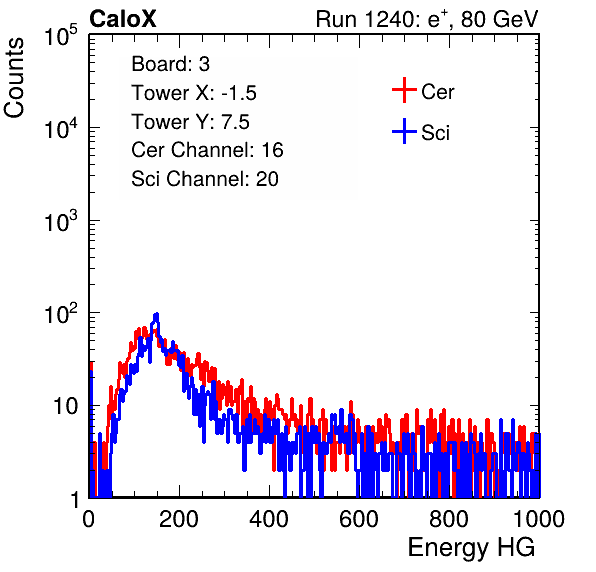 CaloX Run 1240: e⁺, 80 GeV
Counts
10⁵
10⁴
10³
10²
10
1
Board: 3
Tower X: -1.5
Tower Y: 7.5
Cer Channel: 16
Sci Channel: 20
Cer
Sci
0 200 400 600 800 1000
Energy HG